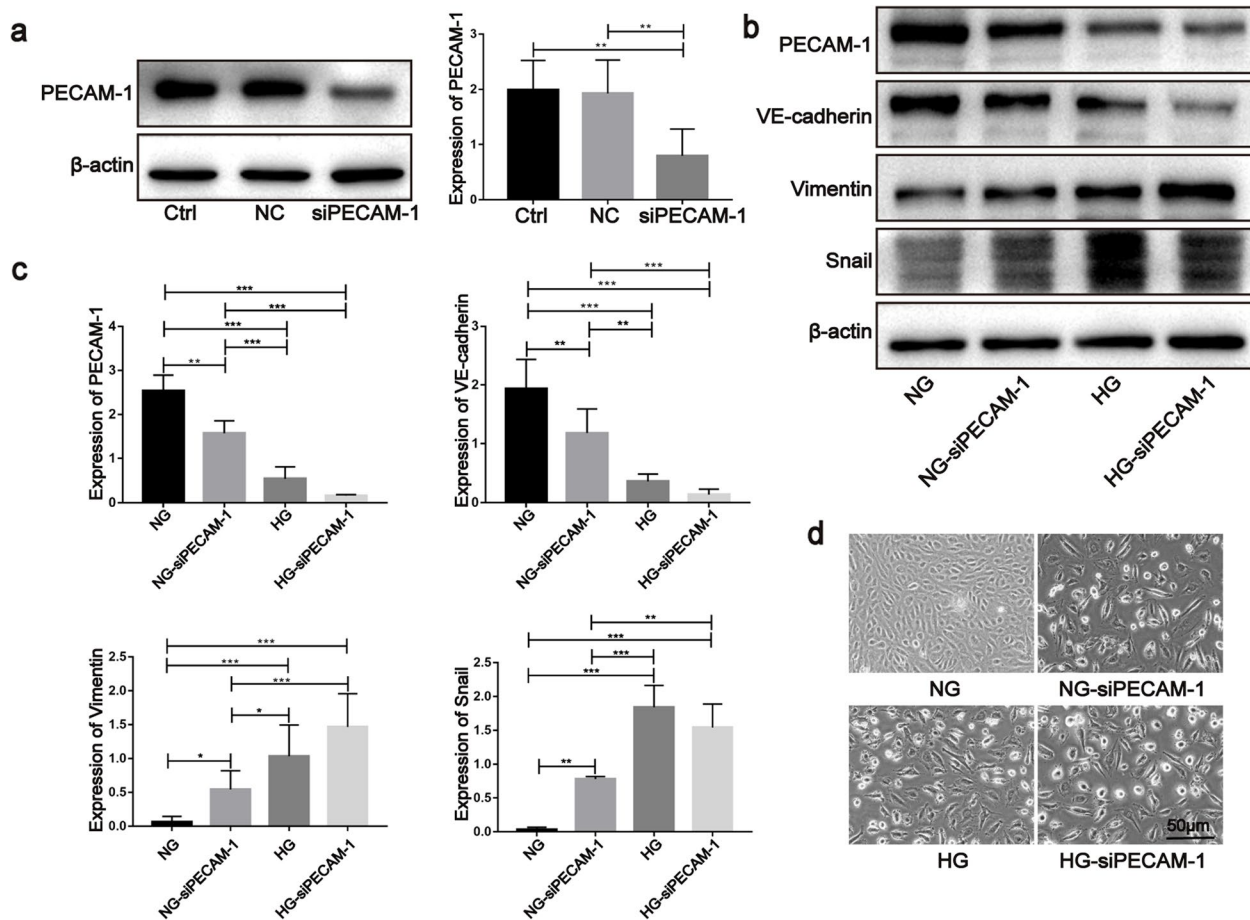 a
PECAM-1
β-actin
Ctrl NC siPECAM-1
Expression of PECAM-1
3
2
1
0
**
**
Ctrl NC siPECAM-1
b
PECAM-1
VE-cadherin
Vimentin
Snail
β-actin
NG
NG-siPECAM-1
HG
HG-siPECAM-1
c
Expression of PECAM-1
4
3
2
1
0
***
***
***
***
**
NG
NG-siPECAM-1
HG
HG-siPECAM-1
Expression of VE-cadherin
3
2
1
0
***
***
***
**
**
NG
NG-siPECAM-1
HG
HG-siPECAM-1
Expression of Vimentin
2.5
2.0
1.5
1.0
0.5
0.0
***
***
***
*
*
NG
NG-siPECAM-1
HG
HG-siPECAM-1
Expression of Snail
2.5
2.0
1.5
1.0
0.5
0.0
**
***
***
***
**
NG
NG-siPECAM-1
HG
HG-siPECAM-1
d
NG NG-siPECAM-1
50μm
HG HG-siPECAM-1